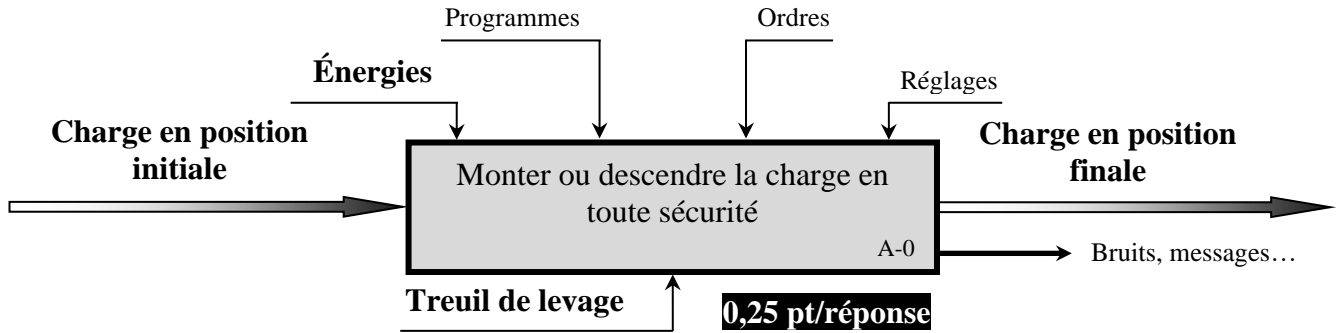 Programmes
Ordres
Énergies
Réglages
Charge en position
initiale
Monter ou descendre la charge en
toute sécurité
A-0
Charge en position
finale
Bruits, messages…
Treuil de levage
0,25 pt/réponse